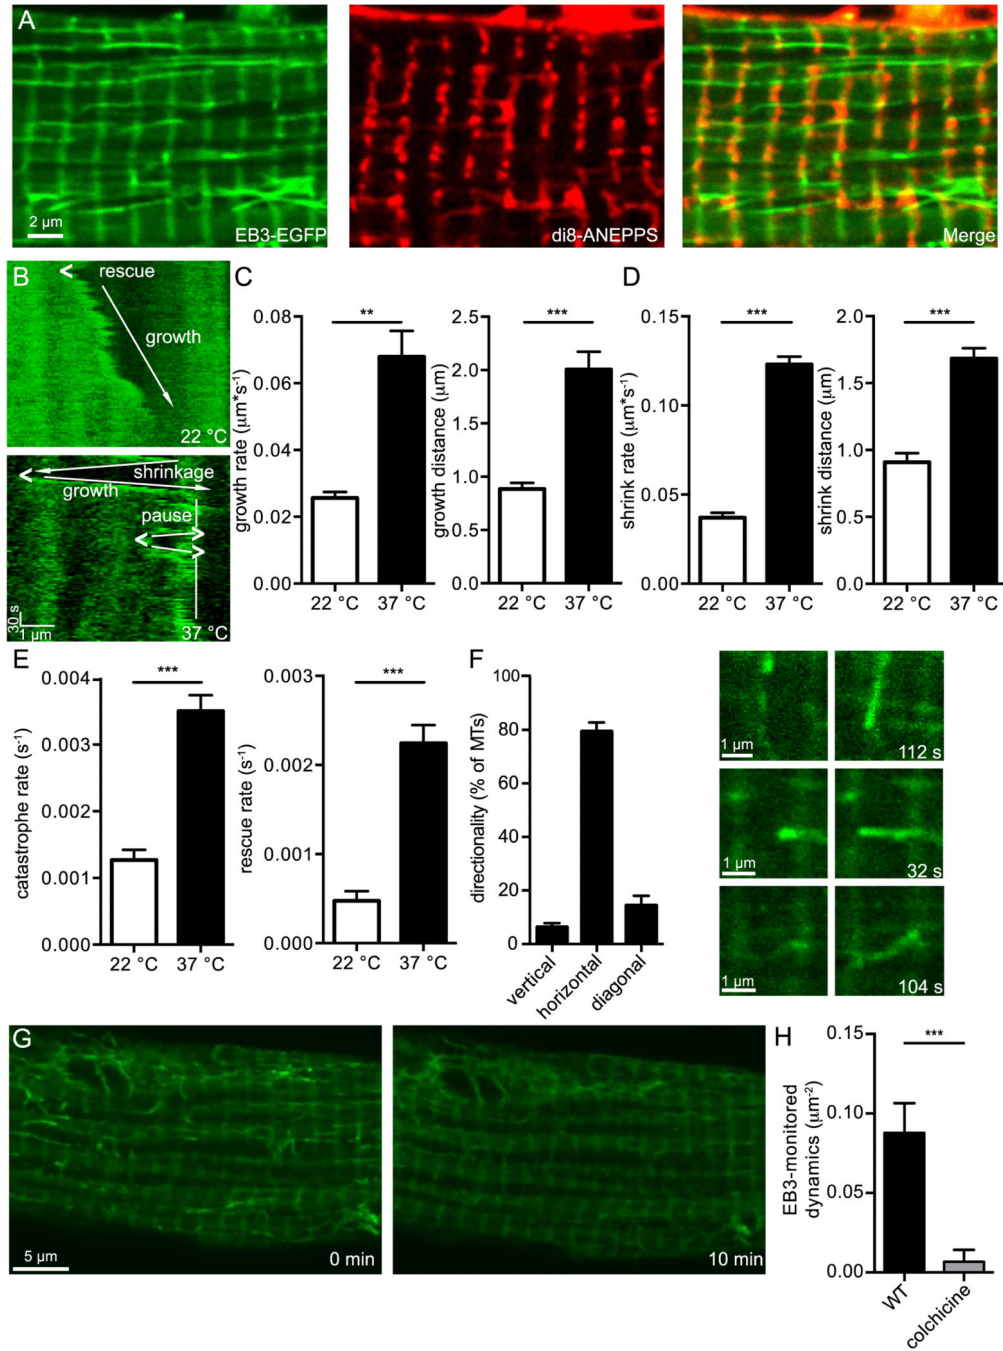 A
2 μm
EB3-EGFP
di8-ANEPPS
Merge
B
rescue
growth
22 °C
shrinkage
growth
pause
30 s
1 μm
37 °C
C
growth rate (μm*s⁻¹)
0.08
0.06
0.04
0.02
0.00
**
22 °C
37 °C
growth distance (μm)
2.5
2.0
1.5
1.0
0.5
0.0
***
22 °C
37 °C
D
shrink rate (μm*s⁻¹)
0.15
0.10
0.05
0.00
***
22 °C
37 °C
shrink distance (μm)
2.0
1.5
1.0
0.5
0.0
***
22 °C
37 °C
E
catastrophe rate (s⁻¹)
0.004
0.003
0.002
0.001
0.000
***
22 °C
37 °C
rescue rate (s⁻¹)
0.003
0.002
0.001
0.000
***
22 °C
37 °C
F
directionality (% of MTs)
100
80
60
40
20
0
vertical
horizontal
diagonal
1 μm
112 s
1 μm
32 s
1 μm
104 s
G
5 μm
0 min
10 min
H
EB3-monitored
dynamics (μm⁻²)
0.15
0.10
0.05
0.00
***
WT
colchicine